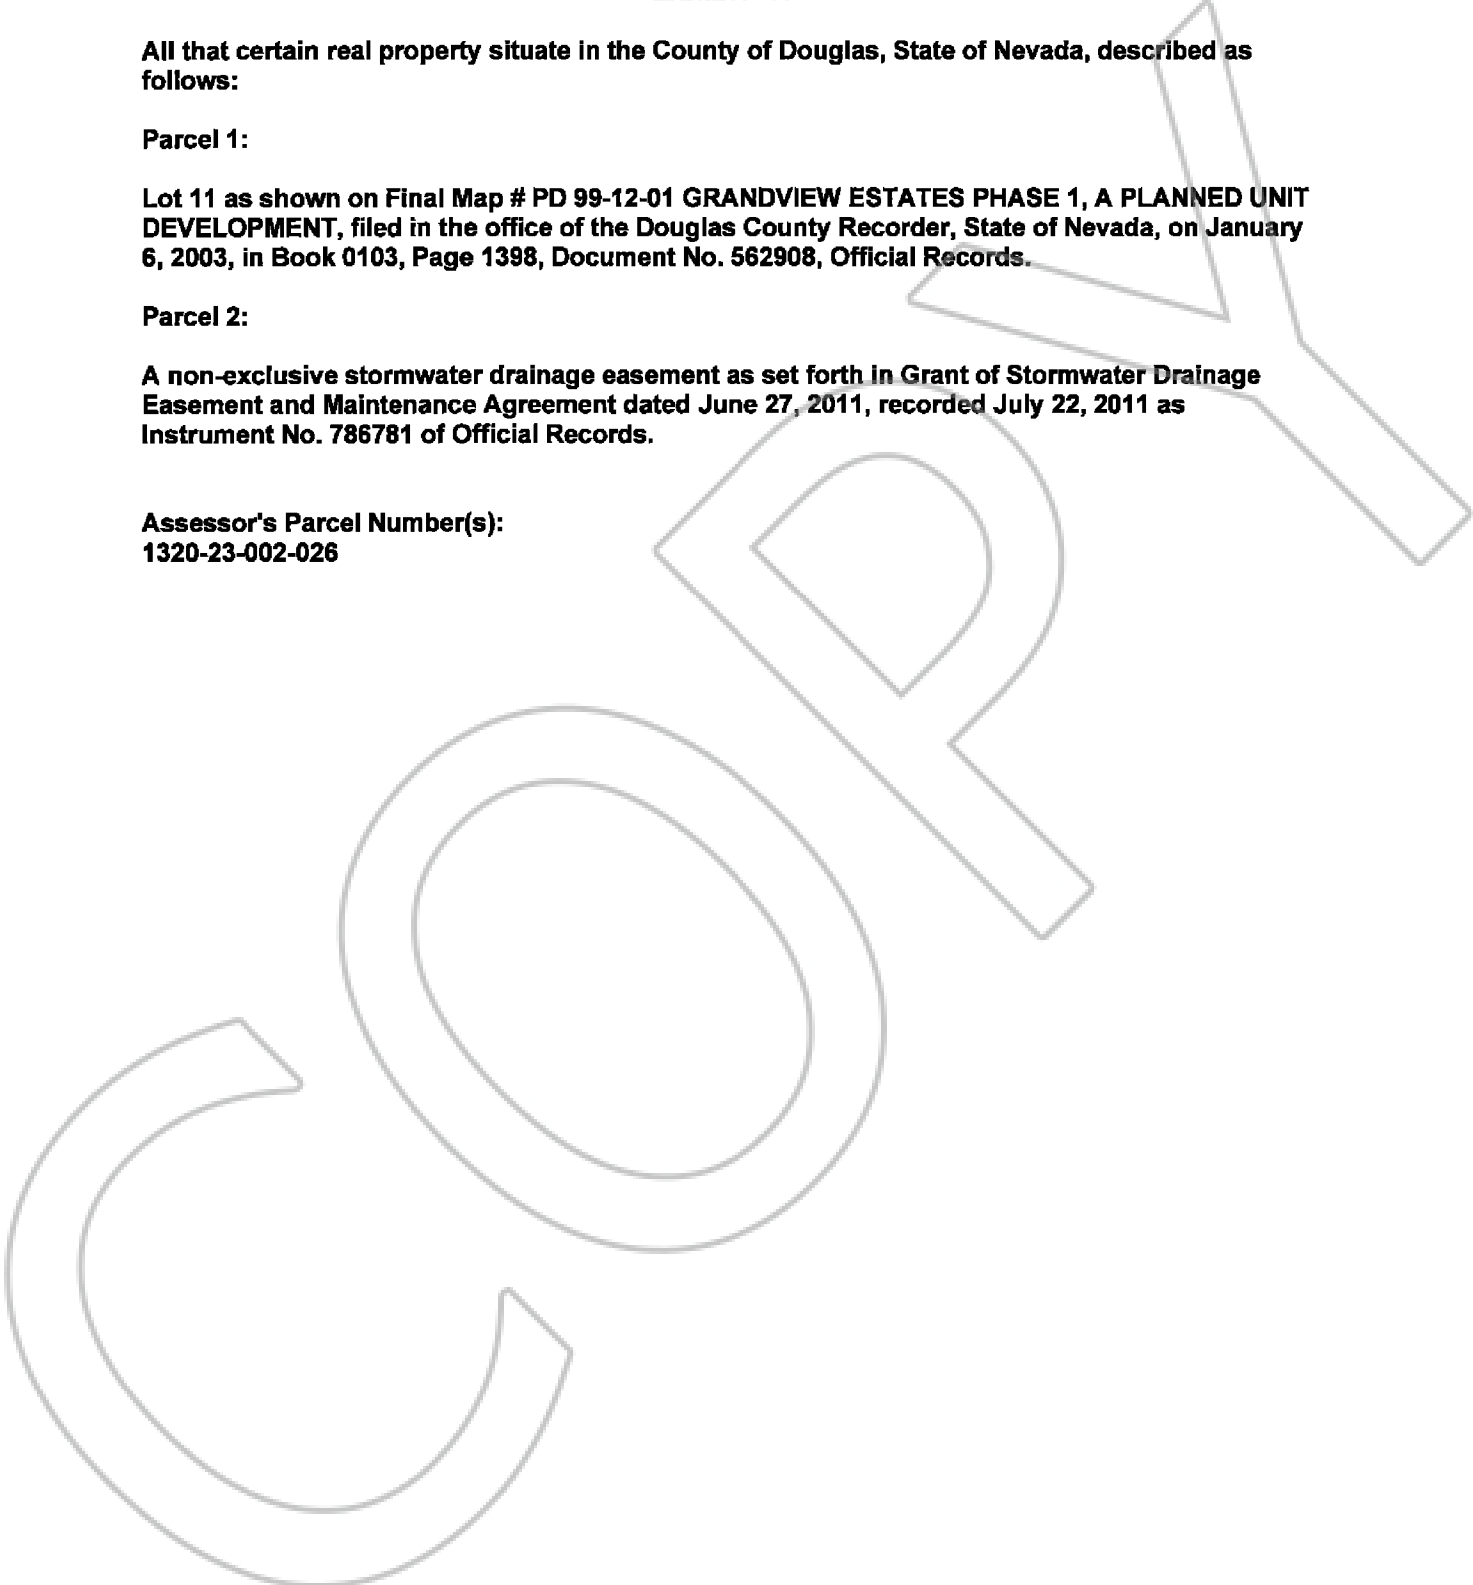 All that certain real property situate in the County of Douglas, State of Nevada, described as
follows:
Parcel 1:
Lot 11 as shown on Final Map # PD 99-12-01 GRANDVIEW ESTATES PHASE 1, A PLANNED UNIT
DEVELOPMENT, filed in the office of the Douglas County Recorder, State of Nevada, on January
6, 2003, in Book 0103, Page 1398, Document No. 562908, Official Records.
Parcel 2:
A non-exclusive stormwater drainage easement as set forth in Grant of Stormwater Drainage
Easement and Maintenance Agreement dated June 27, 2011, recorded July 22, 2011 as
Instrument No. 786781 of Official Records.
Assessor's Parcel Number(s):
1320-23-002-026
COPY